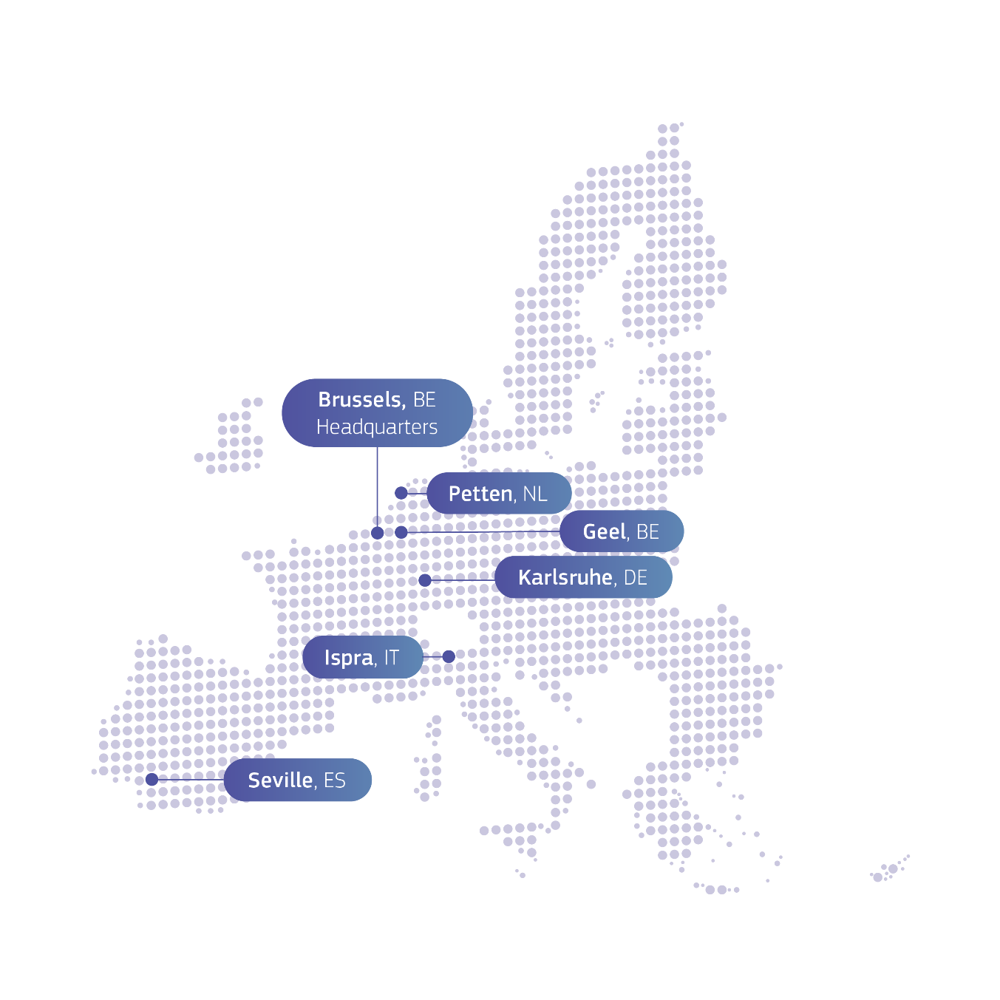 Brussels, BE
Headquarters
Petten, NL
Geel, BE
Karlsruhe, DE
Ispra, IT
Seville, ES